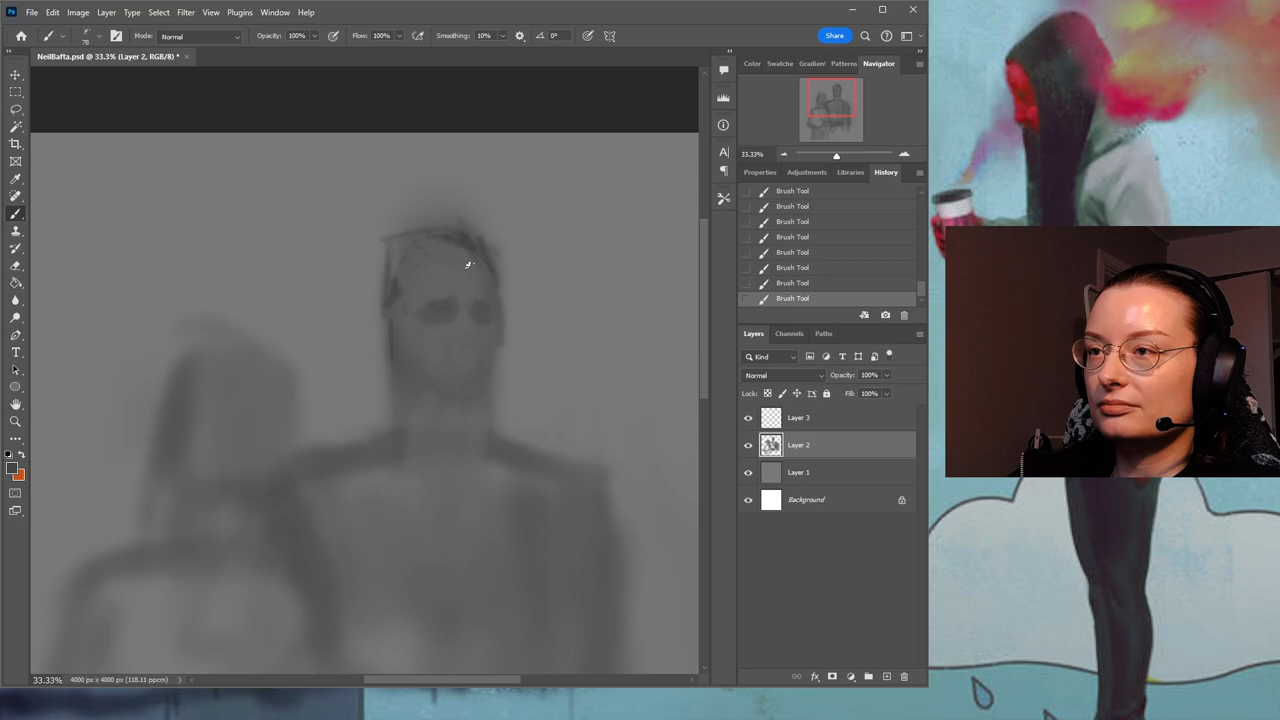 File Edit Image Layer Type Select Filter View Plugins Window Help
78 Mode: Normal Opacity: 100% Flow: 100% Smoothing: 10% 0° Share
NeilBafta.psd @ 33.3% (Layer 2, RGB/8) *
Color Swatche Gradien Patterns Navigator
33.33%
Properties Adjustments Libraries History
Brush Tool
Brush Tool
Brush Tool
Brush Tool
Brush Tool
Brush Tool
Brush Tool
Brush Tool
Layers Channels Paths
Kind
Normal Opacity: 100%
Lock: Fill: 100%
Layer 3
Layer 2
Layer 1
Background
33.33% 4000 px x 4000 px (118.11 ppcm)